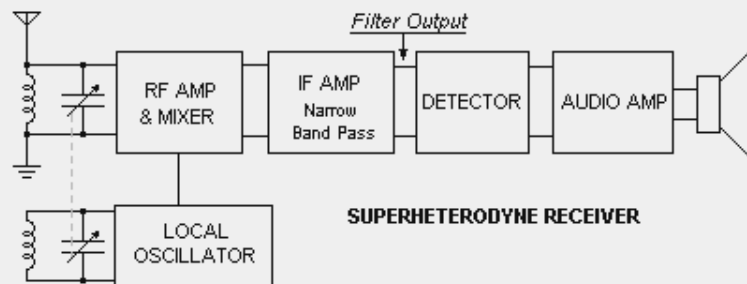 Filter Output
RF AMP
& MIXER
IF AMP
Narrow
Band Pass
DETECTOR
AUDIO AMP
LOCAL
OSCILLATOR
SUPERHETERODYNE RECEIVER